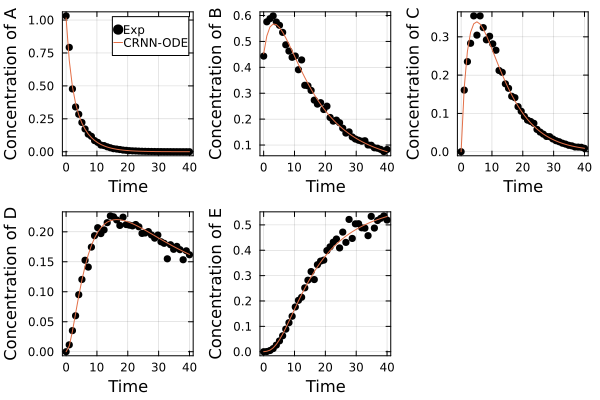 Concentration of A
1.00
0.75
0.50
0.25
0.00
0 10 20 30 40
Time
Exp
CRNN-ODE
Concentration of B
0.6
0.5
0.4
0.3
0.2
0.1
0 10 20 30 40
Time
Concentration of C
0.3
0.2
0.1
0.0
0 10 20 30 40
Time
Concentration of D
0.20
0.15
0.10
0.05
0.00
0 10 20 30 40
Time
Concentration of E
0.5
0.4
0.3
0.2
0.1
0.0
0 10 20 30 40
Time